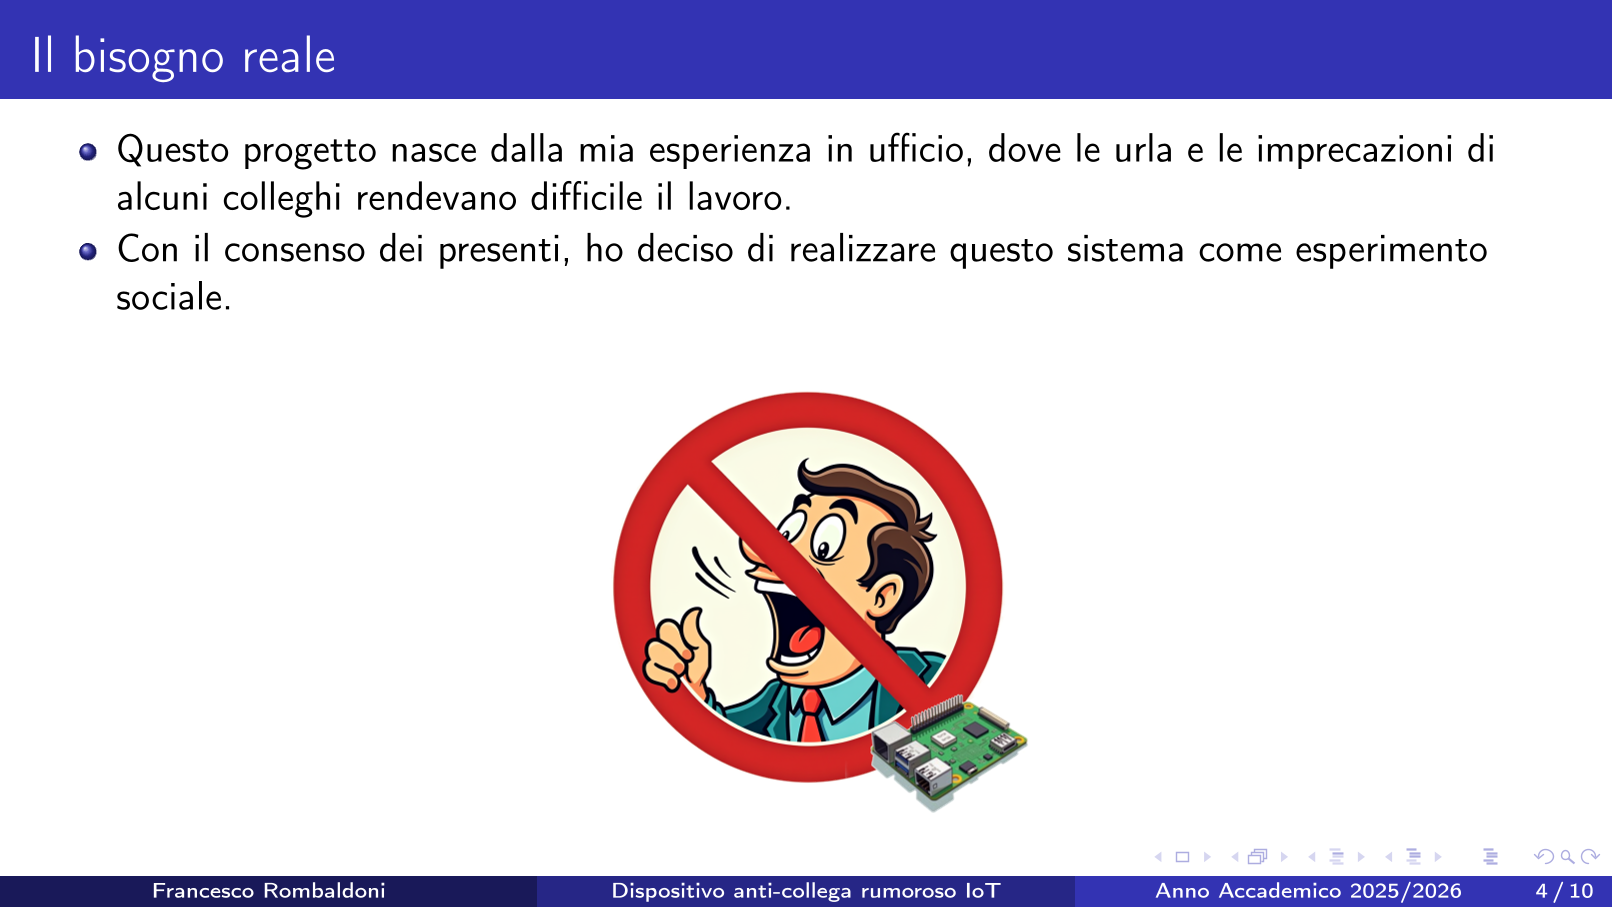 Il bisogno reale
Questo progetto nasce dalla mia esperienza in ufficio, dove le urla e le imprecazioni di
alcuni colleghi rendevano difficile il lavoro.
Con il consenso dei presenti, ho deciso di realizzare questo sistema come esperimento
sociale.
Francesco Rombaldoni
Dispositivo anti-collega rumoroso IoT
Anno Accademico 2025/2026
4 / 10